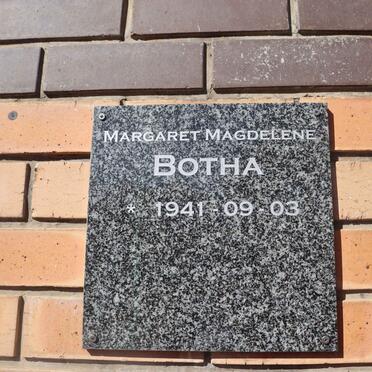 MARGARET MAGDELENE
BOTHA
* 1941-09-03